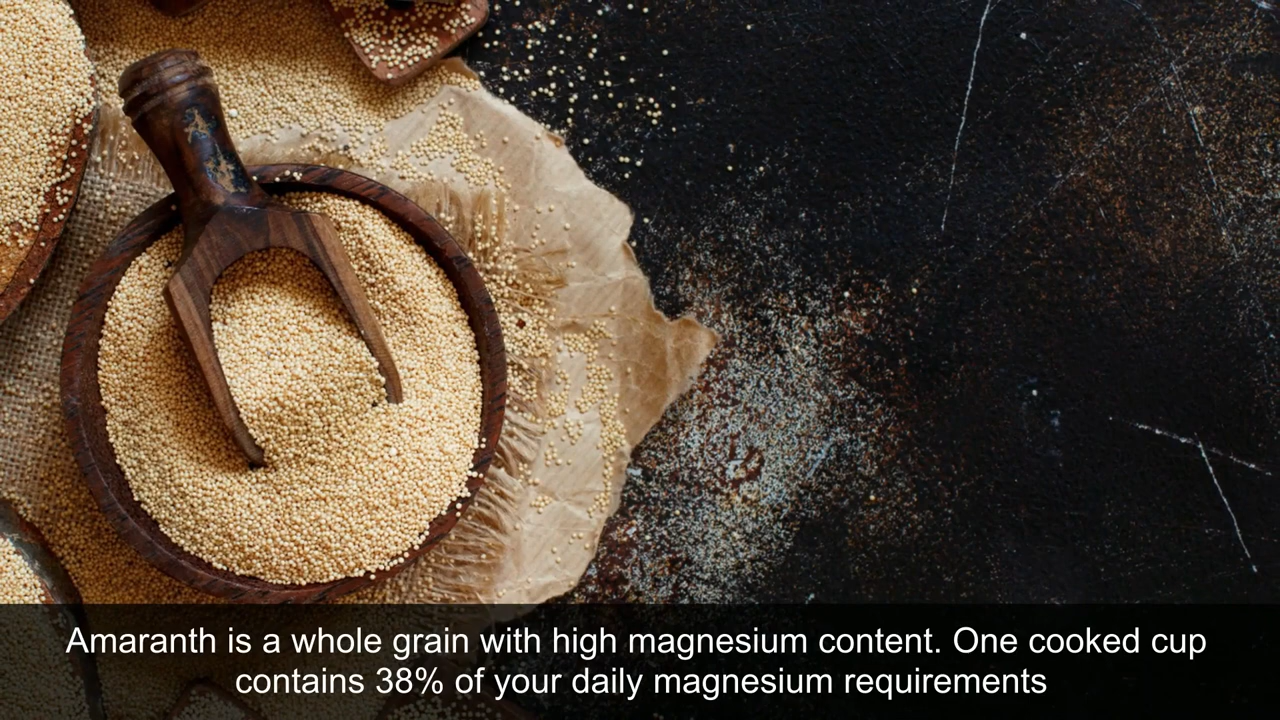 Amaranth is a whole grain with high magnesium content. One cooked cup
contains 38% of your daily magnesium requirements